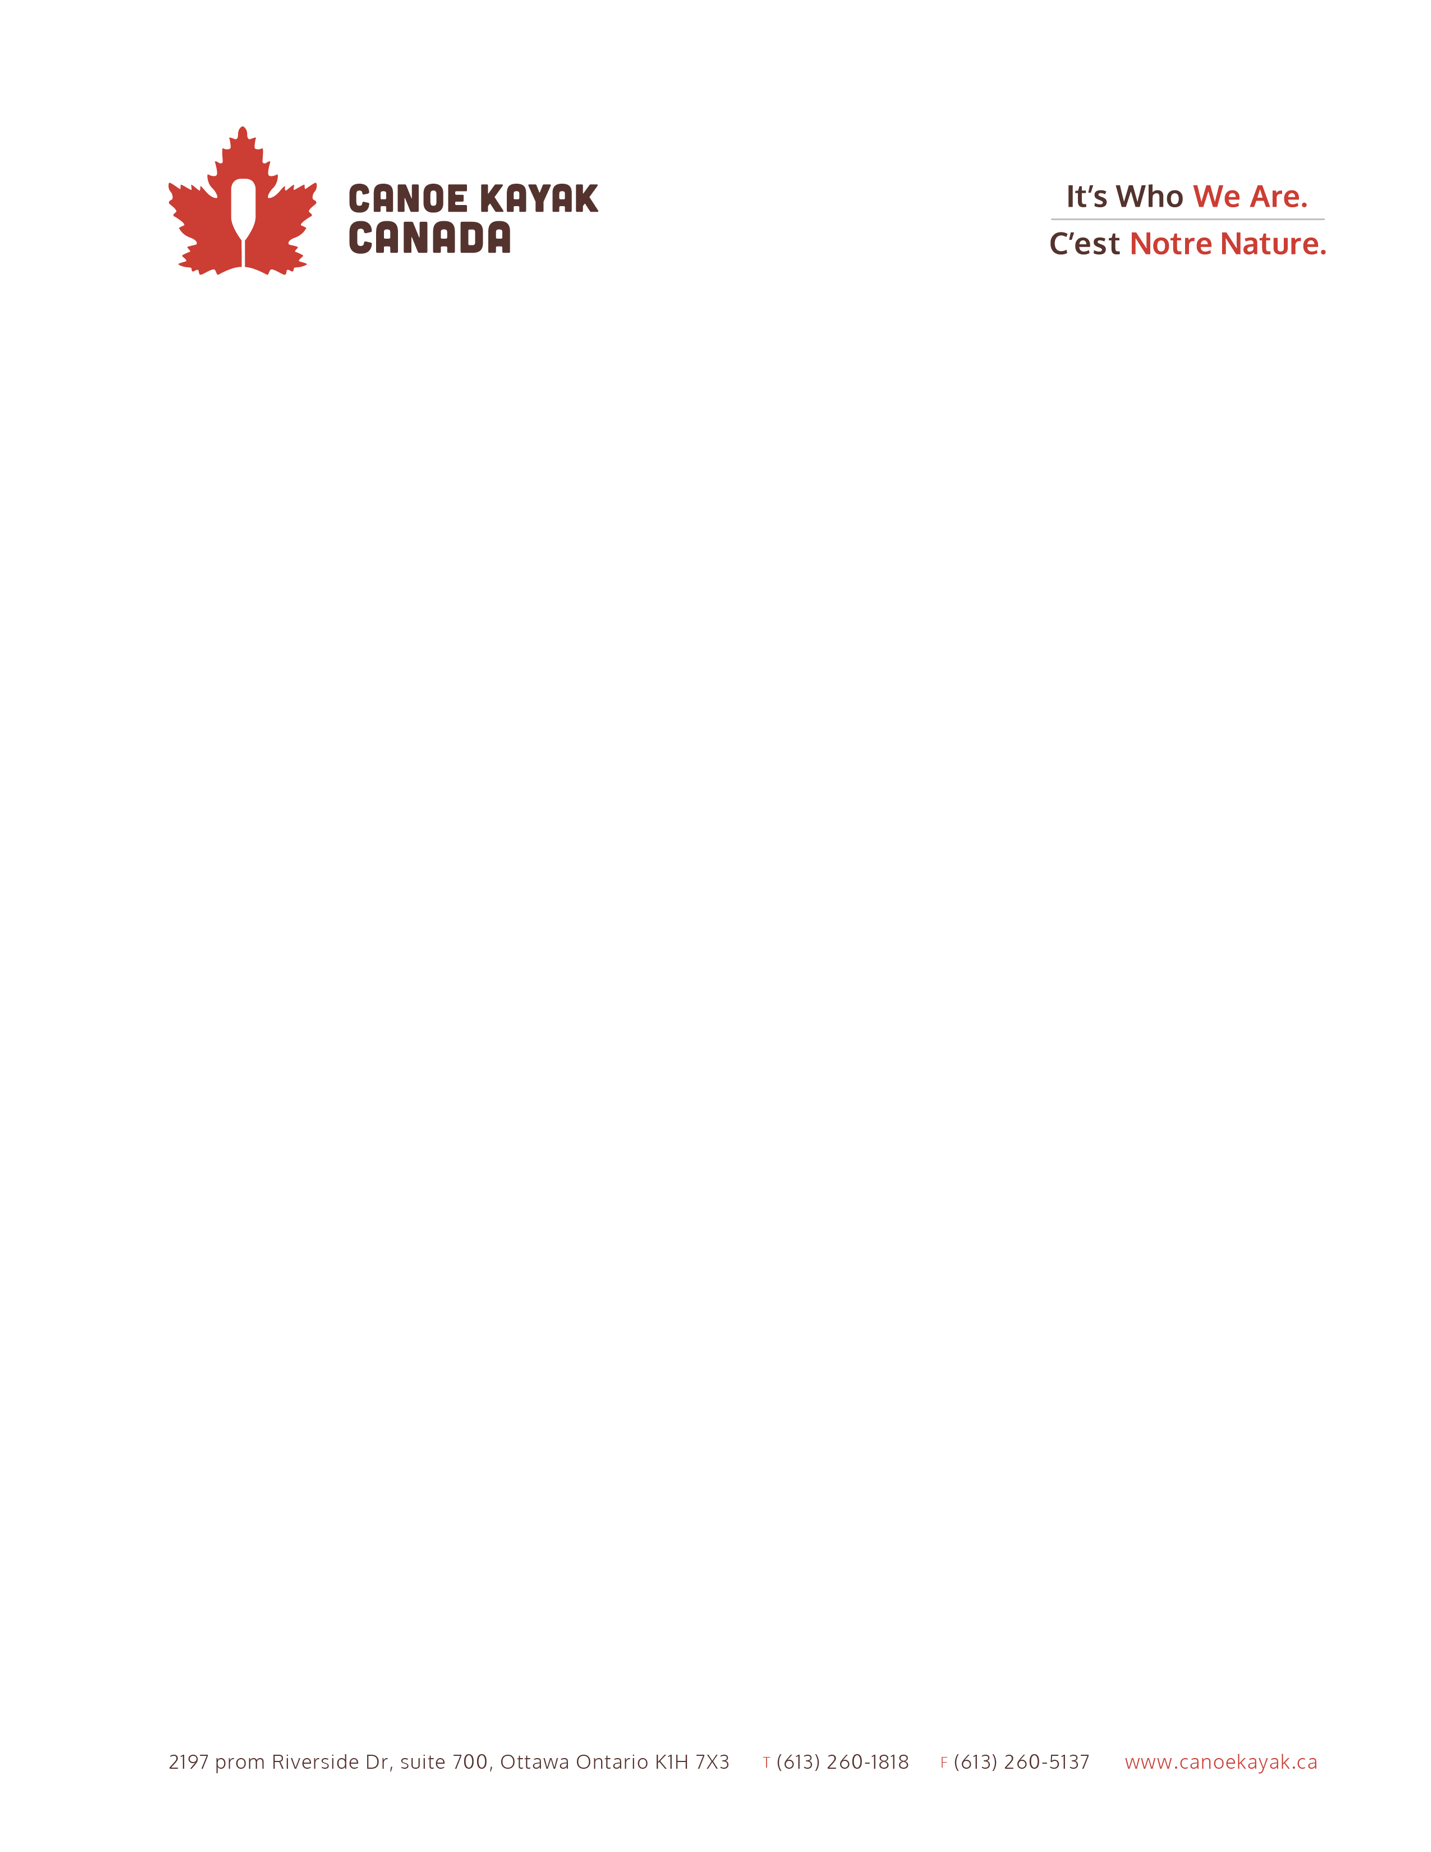 CANOE KAYAK
CANADA
It’s Who We Are.
C’est Notre Nature.
2197 prom Riverside Dr, suite 700, Ottawa Ontario K1H 7X3 T (613) 260-1818 F (613) 260-5137 www.canoekayak.ca